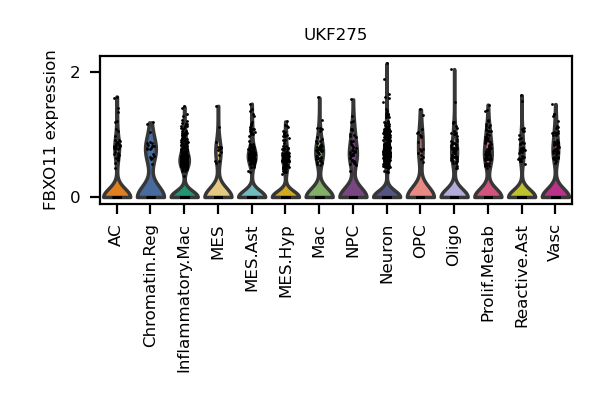 UKF275
FBXO11 expression
2
0
AC
Chromatin.Reg
Inflammatory.Mac
MES
MES.Ast
MES.Hyp
Mac
NPC
Neuron
OPC
Oligo
Prolif.Metab
Reactive.Ast
Vasc